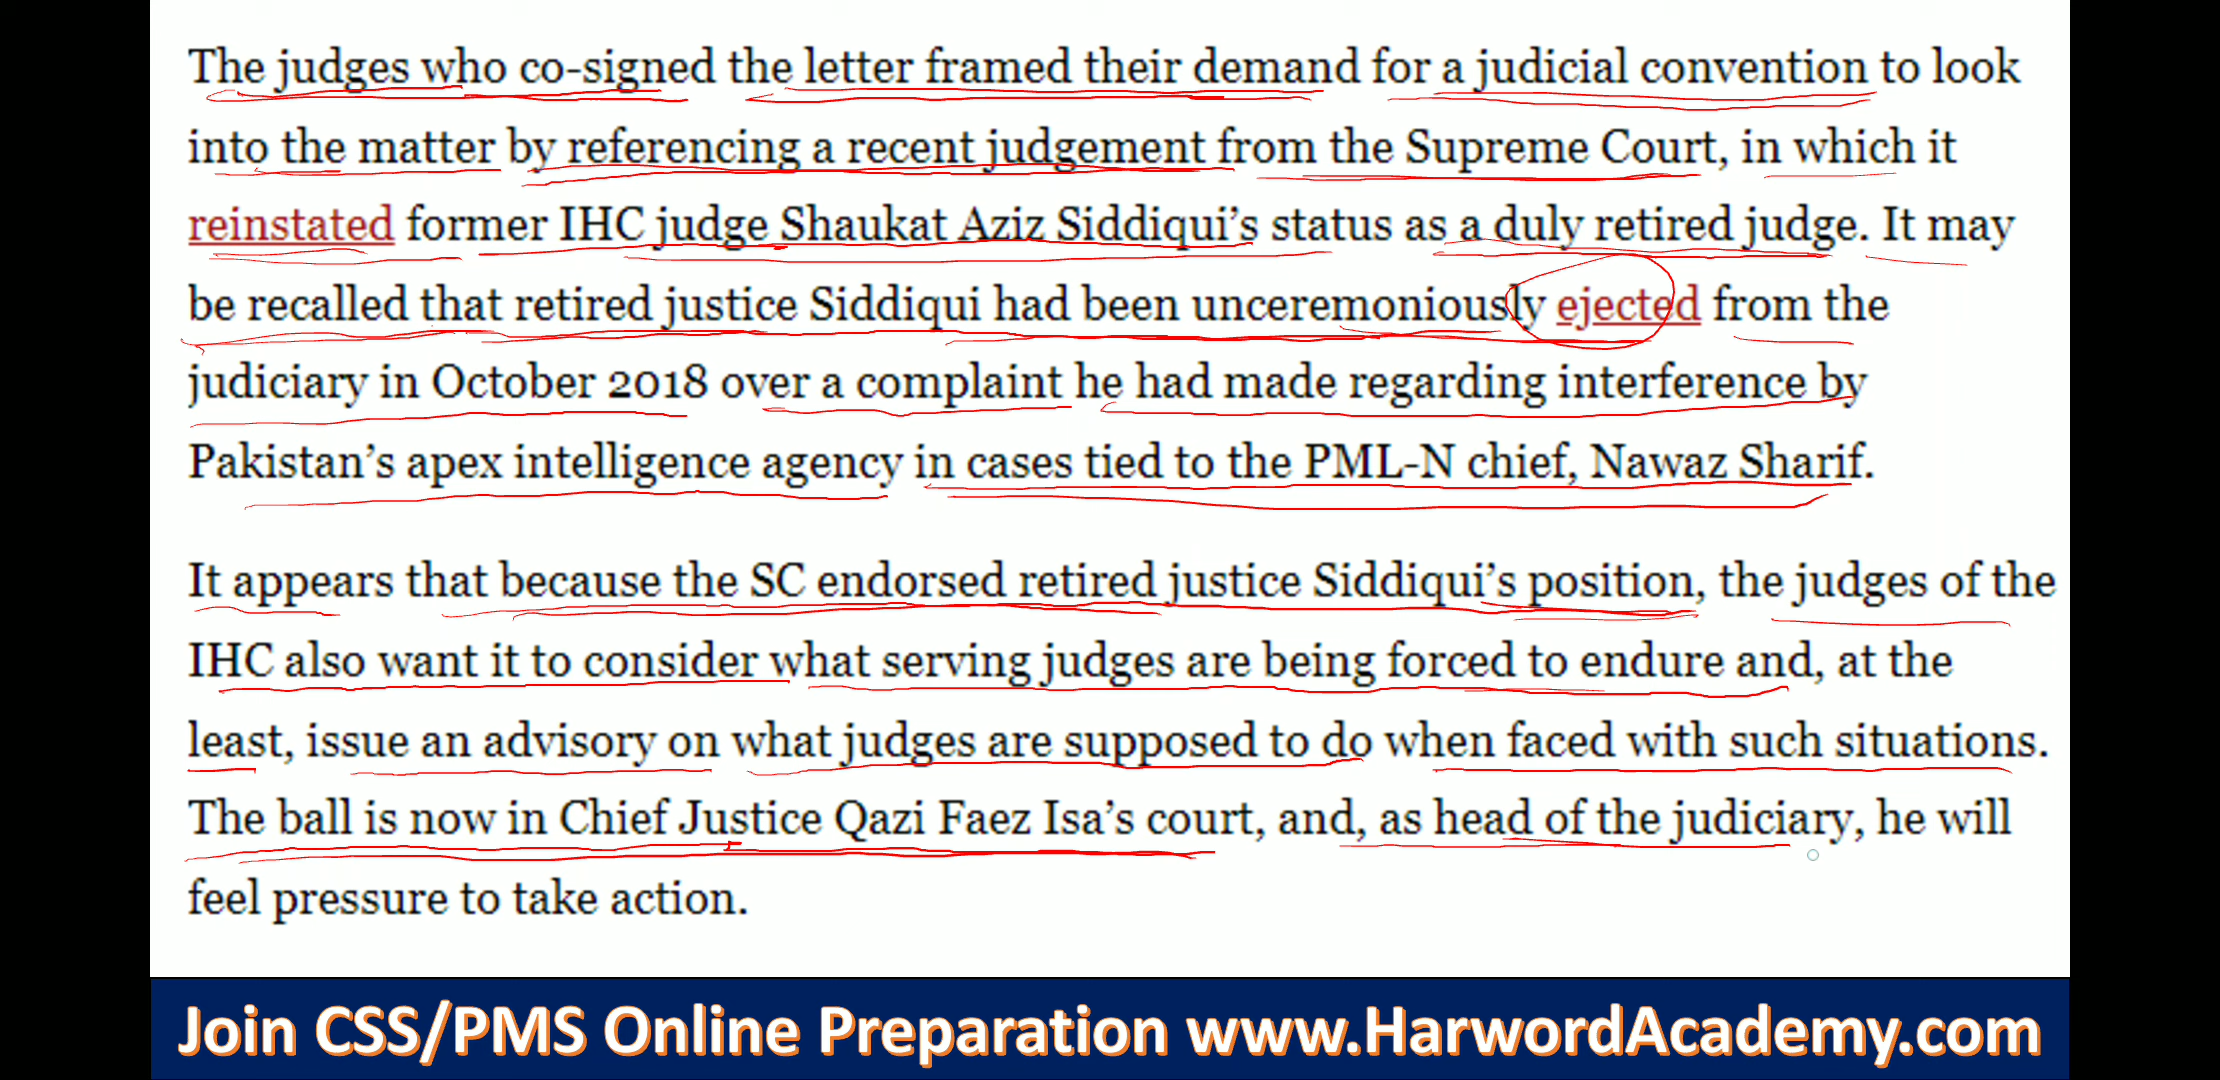 The judges who co-signed the letter framed their demand for a judicial convention to look
into the matter by referencing a recent judgement from the Supreme Court, in which it
reinstated former IHC judge Shaukat Aziz Siddiqui’s status as a duly retired judge. It may
be recalled that retired justice Siddiqui had been unceremoniously ejected from the
judiciary in October 2018 over a complaint he had made regarding interference by
Pakistan’s apex intelligence agency in cases tied to the PML-N chief, Nawaz Sharif.
It appears that because the SC endorsed retired justice Siddiqui’s position, the judges of the
IHC also want it to consider what serving judges are being forced to endure and, at the
least, issue an advisory on what judges are supposed to do when faced with such situations.
The ball is now in Chief Justice Qazi Faez Isa’s court, and, as head of the judiciary, he will
feel pressure to take action.
Join CSS/PMS Online Preparation www.HarwordAcademy.com